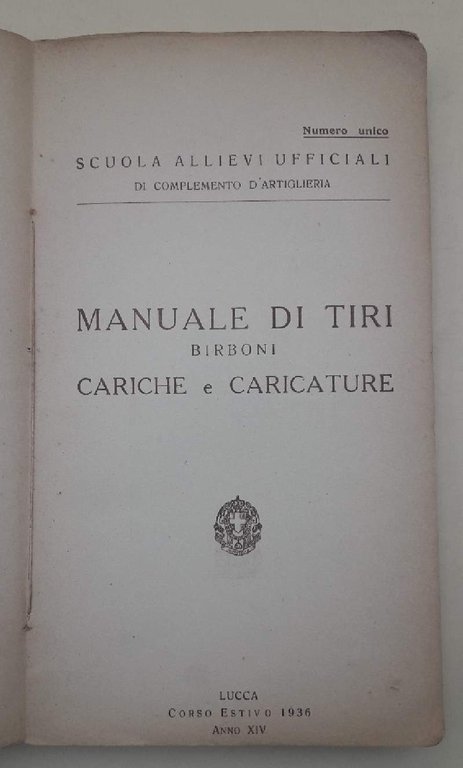 Numero unico
SCUOLA ALLIEVI UFFICIALI
DI COMPLEMENTO D'ARTIGLIERIA
MANUALE DI TIRI
BIRBONI
CARICHE e CARICATURE
LUCCA
CORSO ESTIVO 1936
ANNO XIV